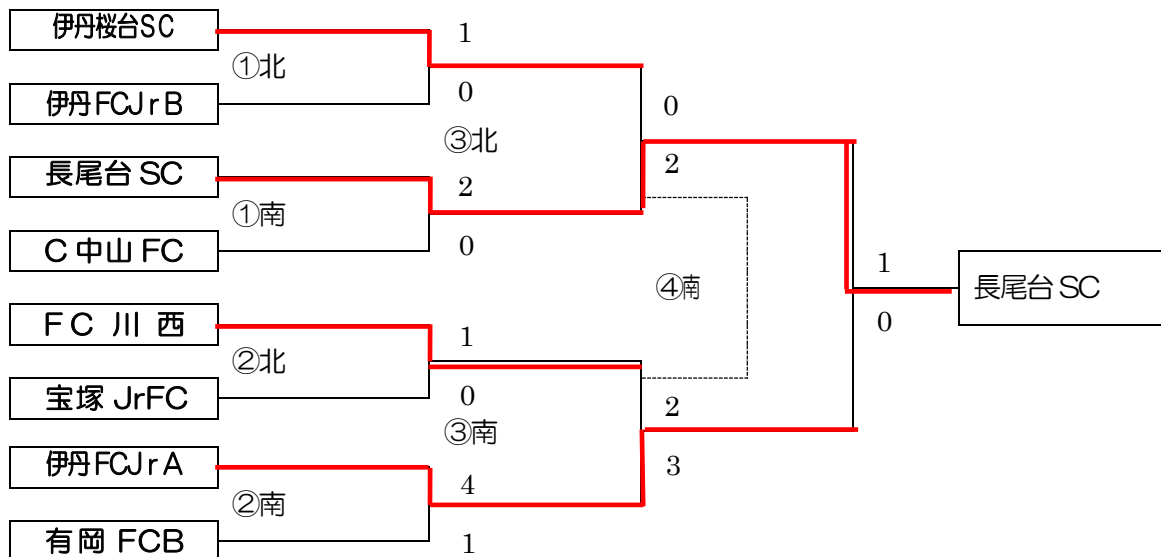 伊丹桜台SC
1
①北
0
伊丹FCJrB
0
③北
長尾台 SC
2
2
①南
0
C 中山 FC
1
④南
長尾台 SC
FC 川 西
1
0
②北
0
宝塚 JrFC
2
③南
伊丹FCJrA
4
3
②南
有岡 FCB
1